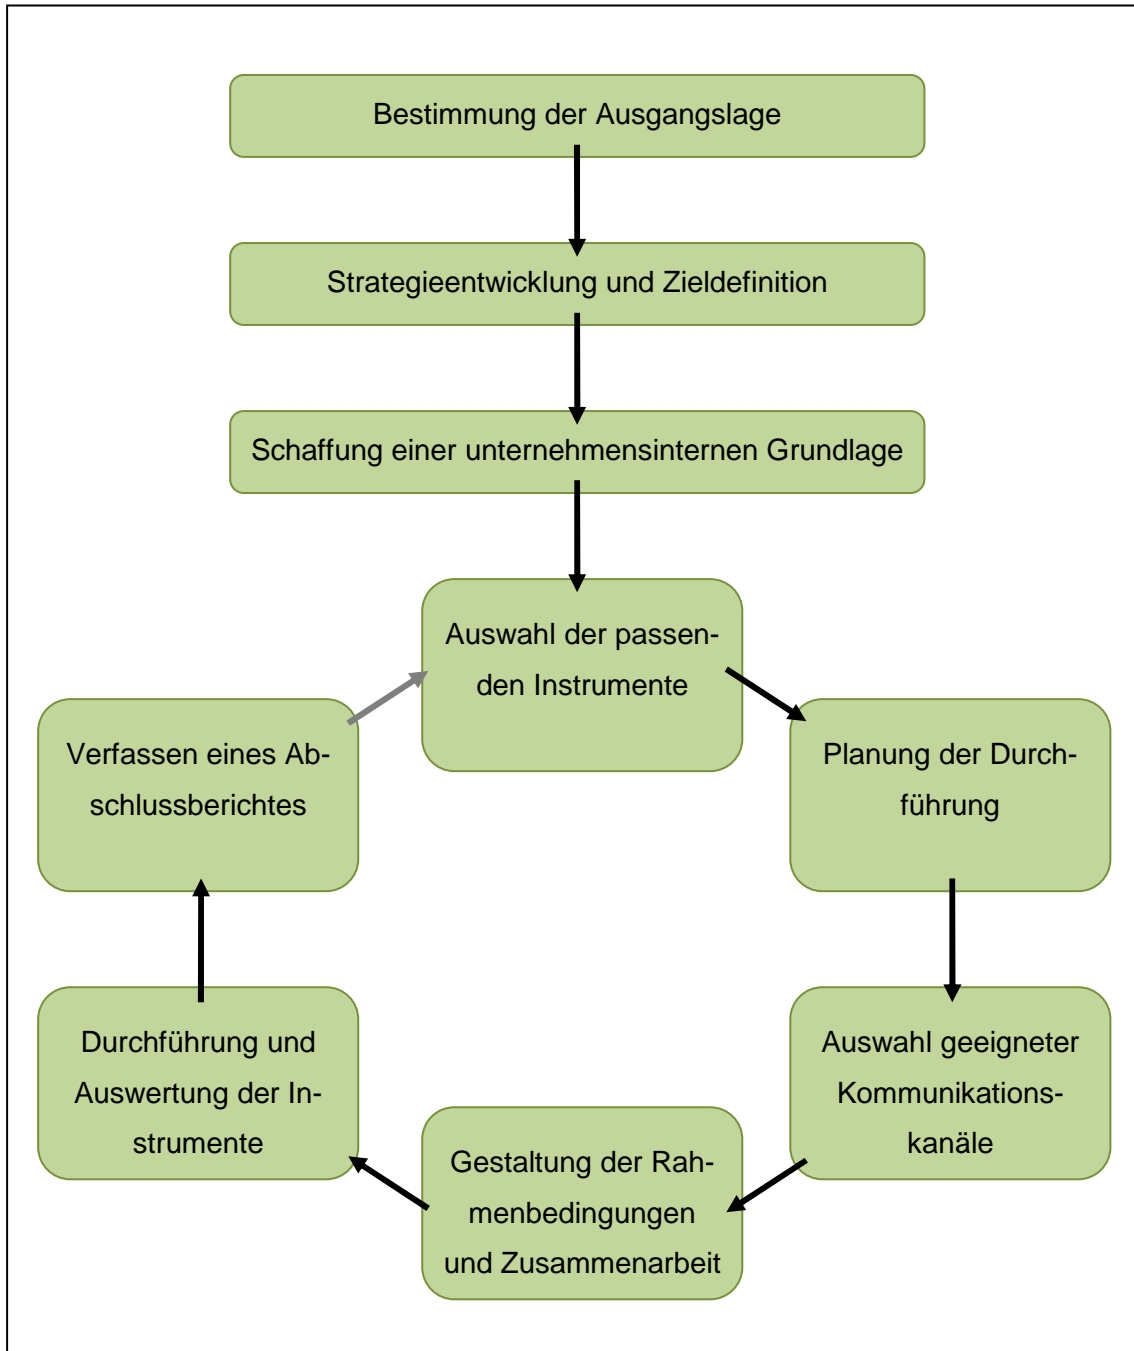 Bestimmung der Ausgangslage
Strategieentwicklung und Zieldefinition
Schaffung einer unternehmensinternen Grundlage
Auswahl der passen-
den Instrumente
Planung der Durch-
führung
Auswahl geeigneter
Kommunikations-
kanäle
Gestaltung der Rah-
menbedingungen
und Zusammenarbeit
Durchführung und
Auswertung der In-
strumente
Verfassen eines Ab-
schlussberichtes